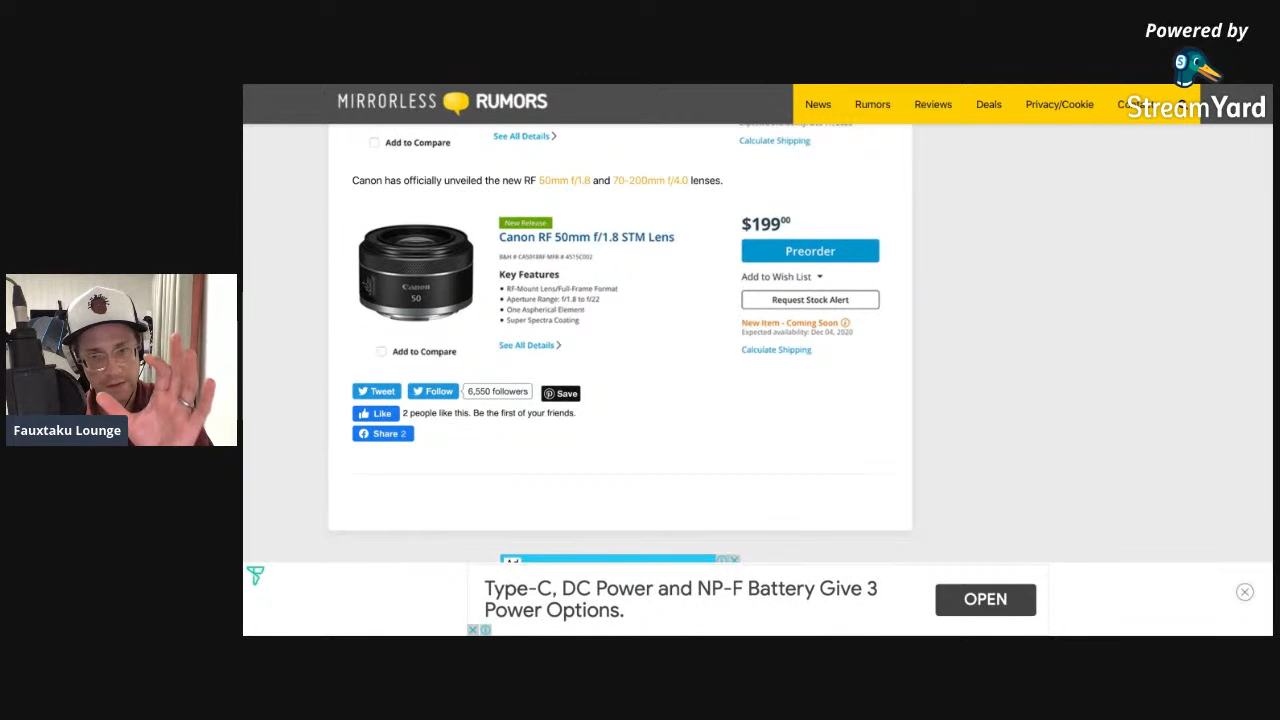 Powered by
StreamYard
MIRRORLESS RUMORS
News Rumors Reviews Deals Privacy/Cookie
Add to Compare
See All Details
Calculate Shipping
Canon has officially unveiled the new RF 50mm f/1.8 and 70-200mm f/4.0 lenses.
Canon
50
Add to Compare
New Release
Canon RF 50mm f/1.8 STM Lens
B&H # CA5018RF MFR # 4515C002
Key Features
RF-Mount Lens/Full-Frame Format
Aperture Range: f/1.8 to f/22
One Aspherical Element
Super Spectra Coating
See All Details
$199.00
Preorder
Add to Wish List
Request Stock Alert
New Item - Coming Soon
Expected availability: Dec 04, 2020
Calculate Shipping
Tweet Follow 6,550 followers Save
Like 2 people like this. Be the first of your friends.
Share 2
Fauxtaku Lounge
Ad
Type-C, DC Power and NP-F Battery Give 3
Power Options.
OPEN